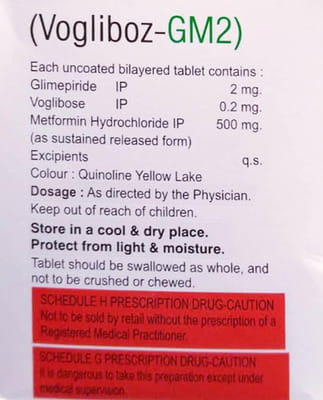 (Vogliboz-GM2)
Each uncoated bilayered tablet contains :
Glimepiride IP 2 mg.
Voglibose IP 0.2 mg.
Metformin Hydrochloride IP 500 mg.
(as sustained released form)
Excipients q.s.
Colour : Quinoline Yellow Lake
Dosage : As directed by the Physician.
Keep out of reach of children.
Store in a cool & dry place.
Protect from light & moisture.
Tablet should be swallowed as whole, and
not to be crushed or chewed.
SCHEDULE H PRESCRIPTION DRUG-CAUTION
Not to be sold by retail without the prescription of a
Registered Medical Practitioner.
SCHEDULE G PRESCRIPTION DRUG-CAUTION
It is dangerous to take this preparation except under
medical supervision.